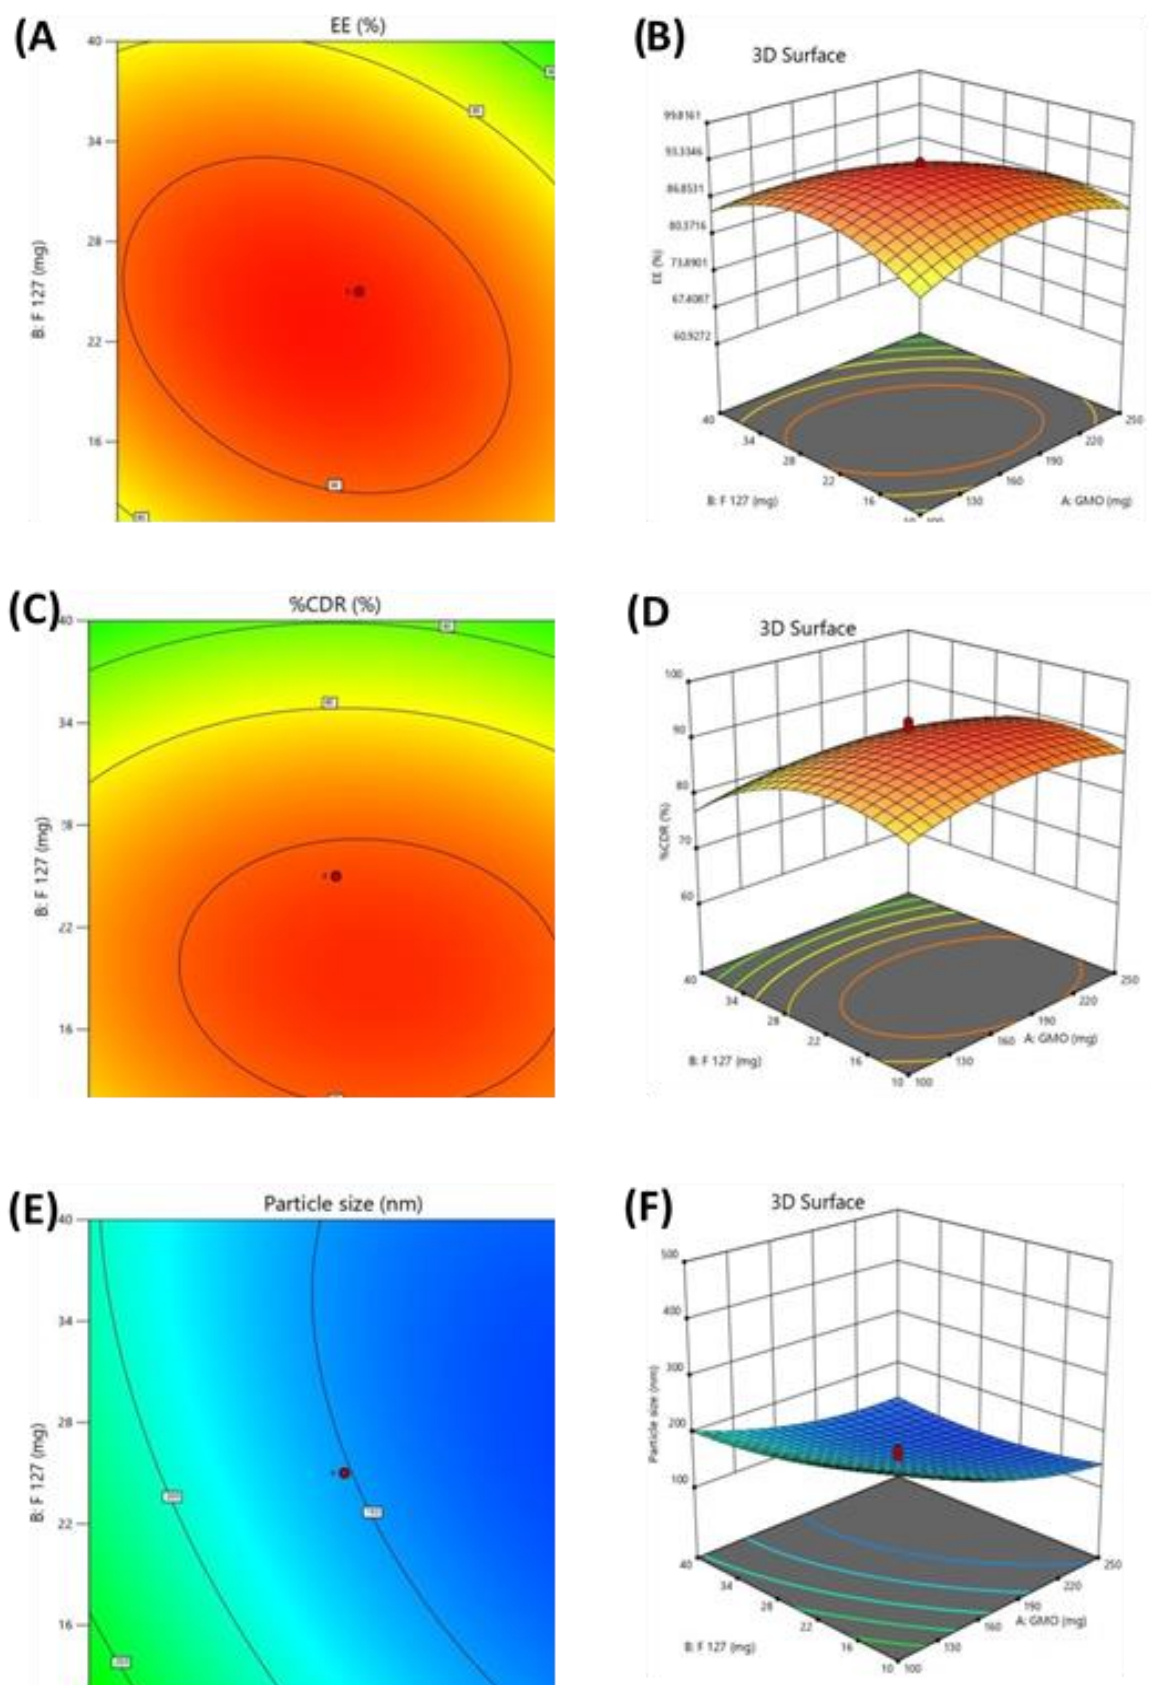 (A
EE (%)
40
34
28
22
16
B: F 127 (mg)
(B)
3D Surface
99.8161
93.3346
86.8531
80.3716
73.8901
67.4087
60.9272
EE (%)
40
34
28
22
16
10
100
130
160
190
220
250
B: F 127 (mg)
A: GMO (mg)
(C)
%CDR (%)
40
34
28
22
16
B: F 127 (mg)
(D
3D Surface
100
90
80
70
60
%CDR (%)
40
34
28
22
16
10
100
130
160
190
220
250
B: F 127 (mg)
A: GMO (mg)
(E)
Particle size (nm)
40
34
28
22
16
B: F 127 (mg)
(F)
3D Surface
500
400
300
200
100
Particle size (nm)
40
34
28
22
16
10
100
130
160
190
220
250
B: F 127 (mg)
A: GMO (mg)